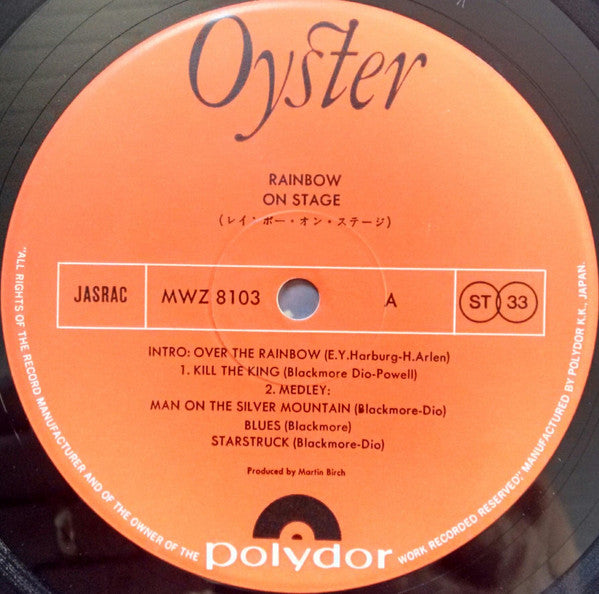 Oyster
RAINBOW
ON STAGE
(レインボー・オン・ステージ)
JASRAC
MWZ 8103
A
ST 33
INTRO: OVER THE RAINBOW (E.Y.Harburg-H.Arlen)
1. KILL THE KING (Blackmore Dio-Powell)
2. MEDLEY:
MAN ON THE SILVER MOUNTAIN (Blackmore-Dio)
BLUES (Blackmore)
STARSTRUCK (Blackmore-Dio)
Produced by Martin Birch
polydor
"ALL RIGHTS OF THE RECORD MANUFACTURER AND OF THE OWNER OF THE WORK RECORDED RESERVED". MANUFACTURED BY POLYDOR K.K., JAPAN.